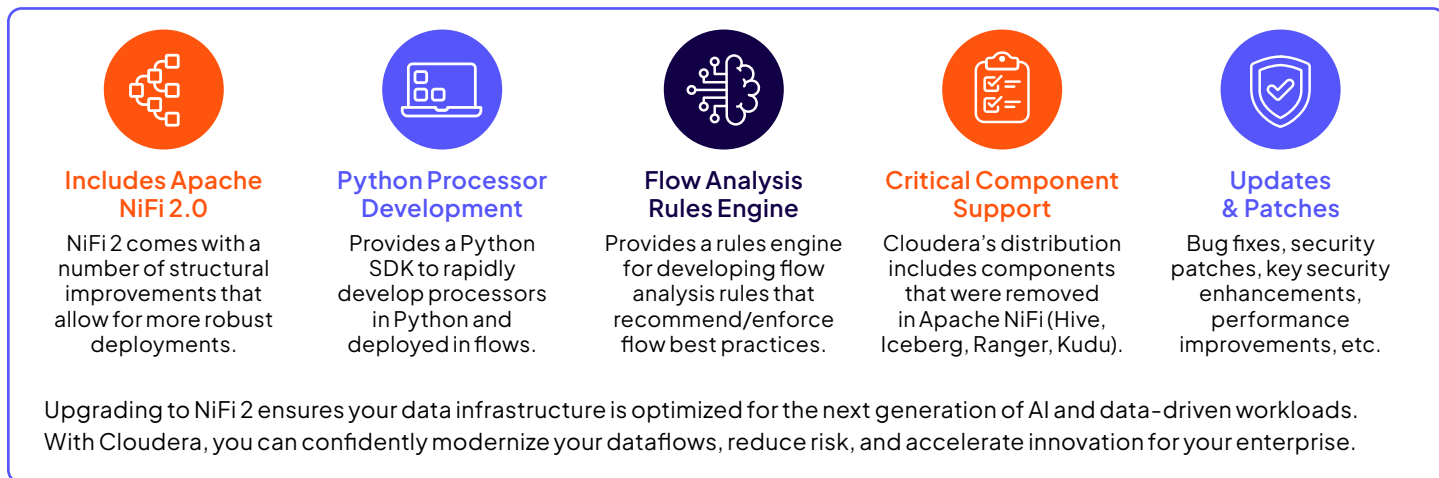 Includes Apache
NiFi 2.0
NiFi 2 comes with a
number of structural
improvements that
allow for more robust
deployments.
Python Processor
Development
Provides a Python
SDK to rapidly
develop processors
in Python and
deployed in flows.
Flow Analysis
Rules Engine
Provides a rules engine
for developing flow
analysis rules that
recommend/enforce
flow best practices.
Critical Component
Support
Cloudera’s distribution
includes components
that were removed
in Apache NiFi (Hive,
Iceberg, Ranger, Kudu).
Updates
& Patches
Bug fixes, security
patches, key security
enhancements,
performance
improvements, etc.
Upgrading to NiFi 2 ensures your data infrastructure is optimized for the next generation of AI and data-driven workloads.
With Cloudera, you can confidently modernize your dataflows, reduce risk, and accelerate innovation for your enterprise.